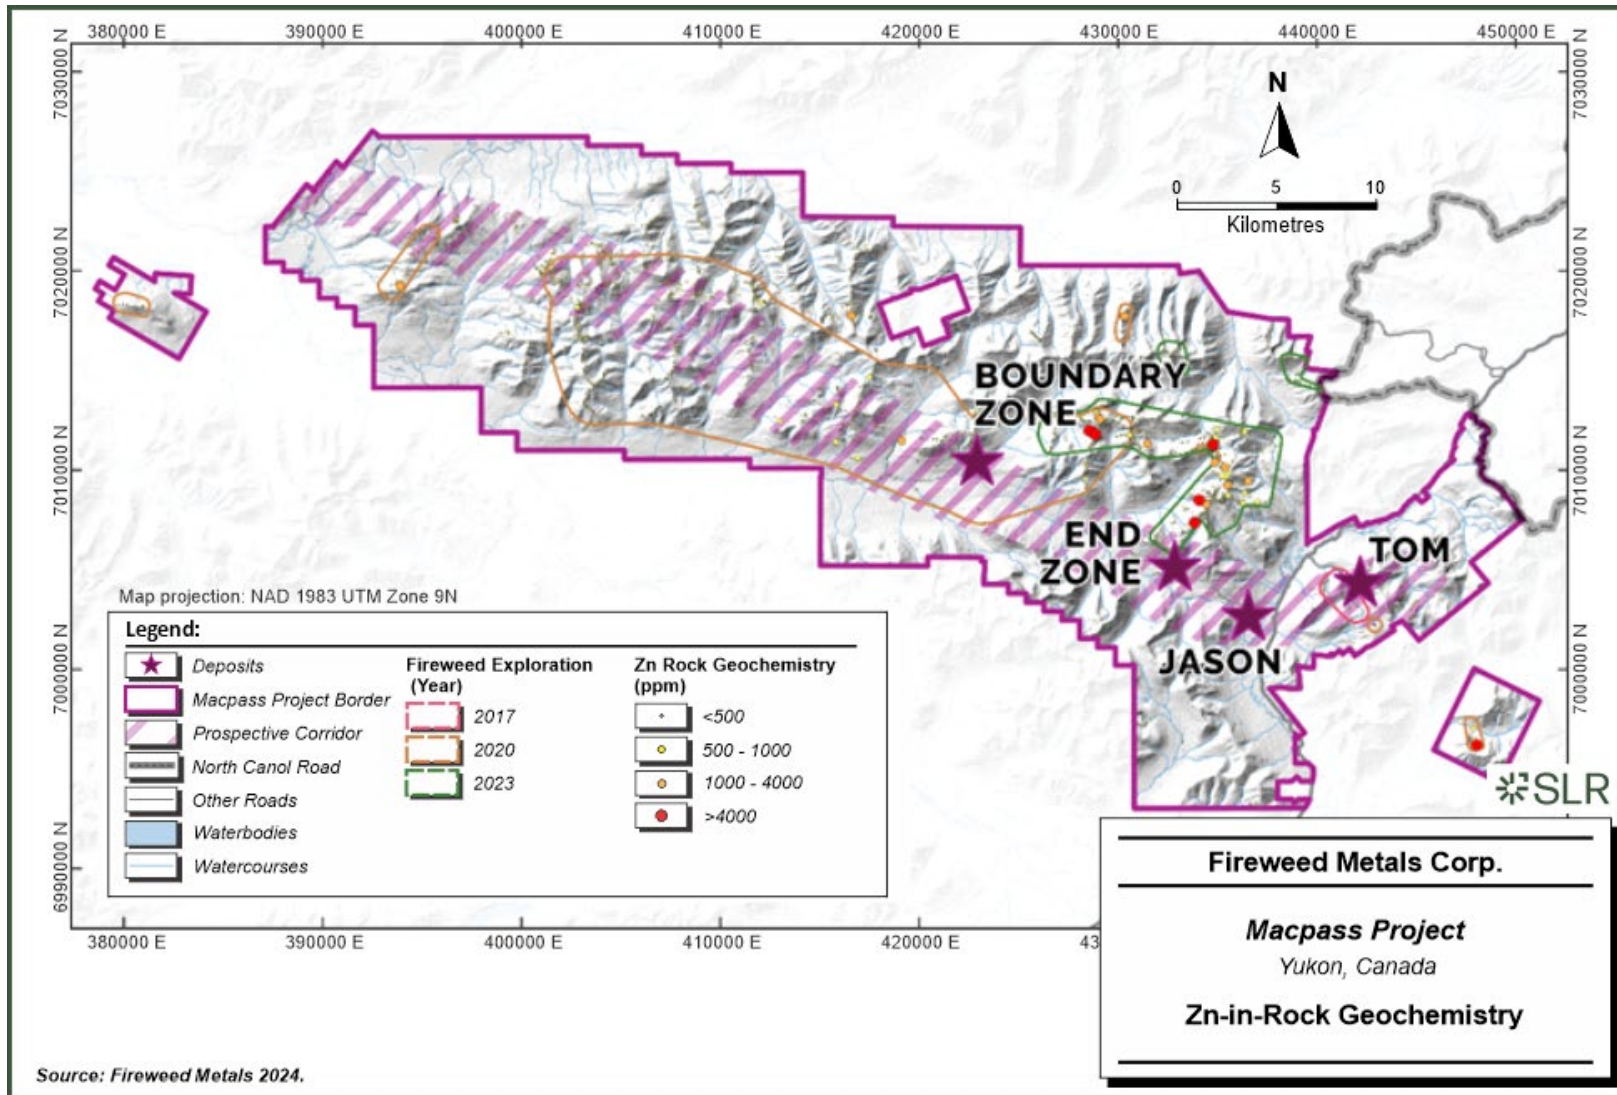 380000 E 390000 E 400000 E 410000 E 420000 E 430000 E 440000 E 450000 E
7030000 N
7030000 N
N
0 5 10
Kilometres
7020000 N
7020000 N
BOUNDARY
ZONE
7010000 N
7010000 N
END
ZONE
TOM
JASON
7000000 N
7000000 N
Map projection: NAD 1983 UTM Zone 9N
Legend:
Deposits
Macpass Project Border
Prospective Corridor
North Canol Road
Other Roads
Waterbodies
Watercourses
Fireweed Exploration
(Year)
2017
2020
2023
Zn Rock Geochemistry
(ppm)
<500
500 - 1000
1000 - 4000
>4000
SLR
6990000 N
380000 E 390000 E 400000 E 410000 E 420000 E 43
Fireweed Metals Corp.
Macpass Project
Yukon, Canada
Zn-in-Rock Geochemistry
Source: Fireweed Metals 2024.